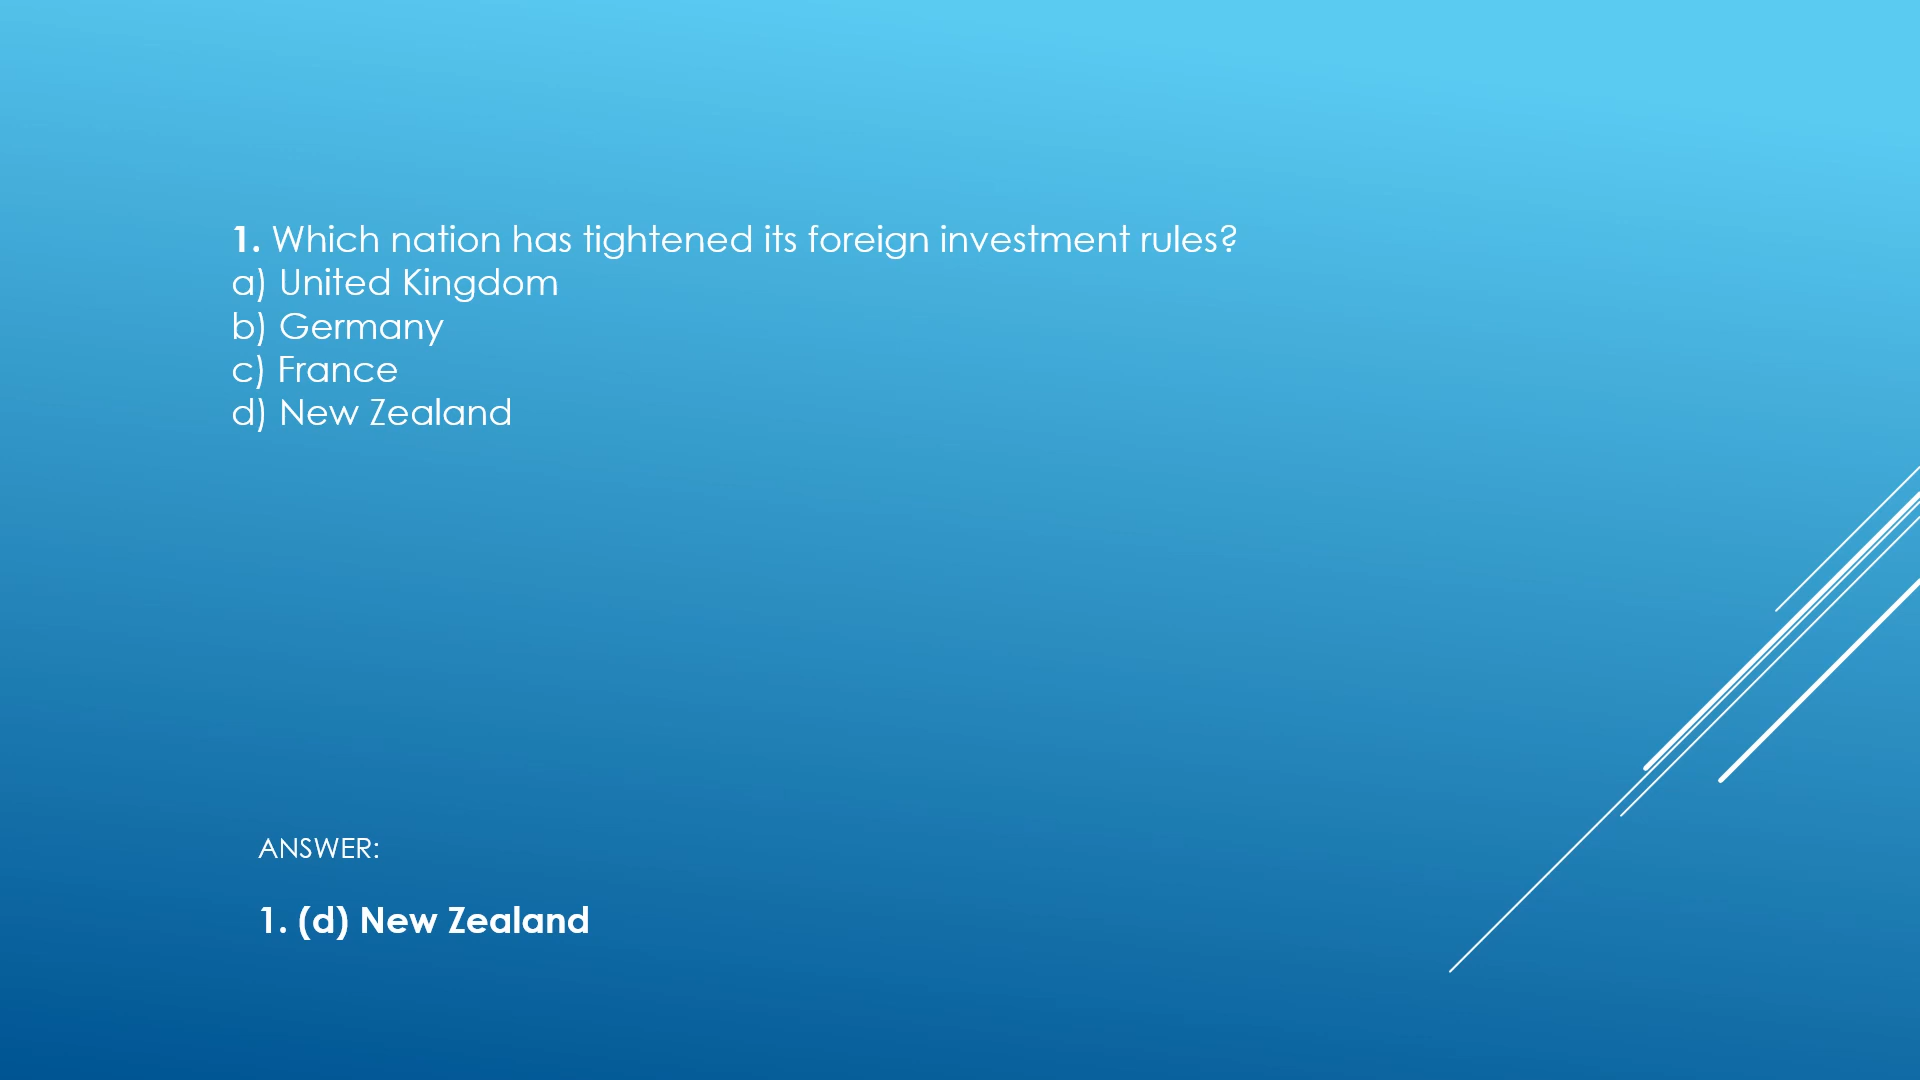 1. Which nation has tightened its foreign investment rules?
a) United Kingdom
b) Germany
c) France
d) New Zealand
ANSWER:
1. (d) New Zealand